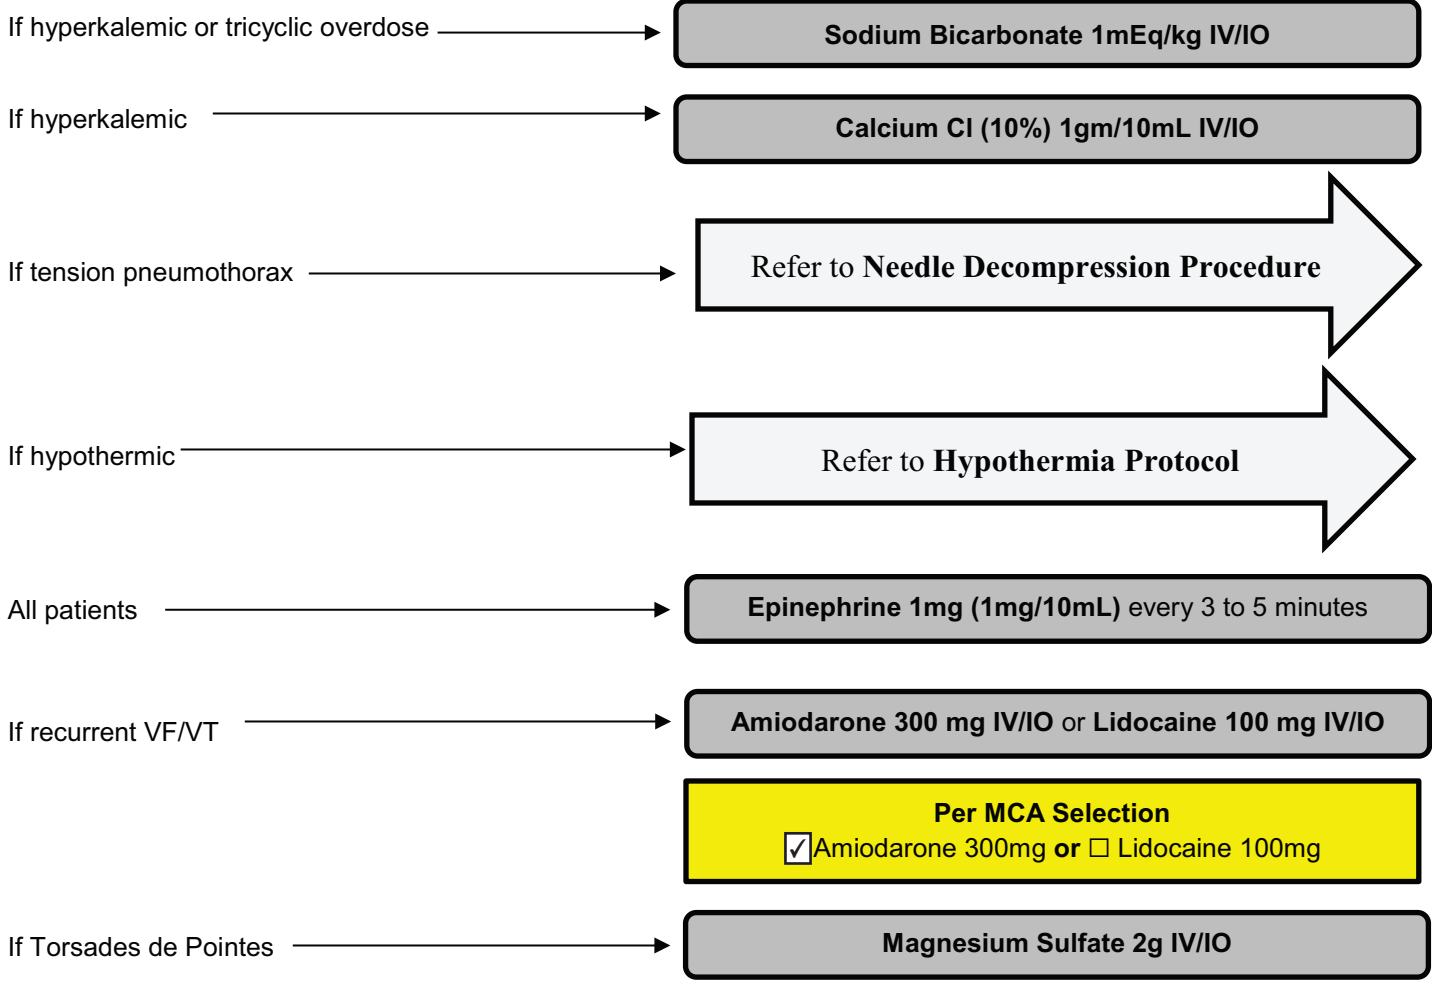 If hyperkalemic or tricyclic overdose
Sodium Bicarbonate 1mEq/kg IV/IO
If hyperkalemic
Calcium Cl (10%) 1gm/10mL IV/IO
If tension pneumothorax
Refer to Needle Decompression Procedure
If hypothermic
Refer to Hypothermia Protocol
All patients
Epinephrine 1mg (1mg/10mL) every 3 to 5 minutes
If recurrent VF/VT
Amiodarone 300 mg IV/IO or Lidocaine 100 mg IV/IO
Per MCA Selection
☑Amiodarone 300mg or ☐ Lidocaine 100mg
If Torsades de Pointes
Magnesium Sulfate 2g IV/IO